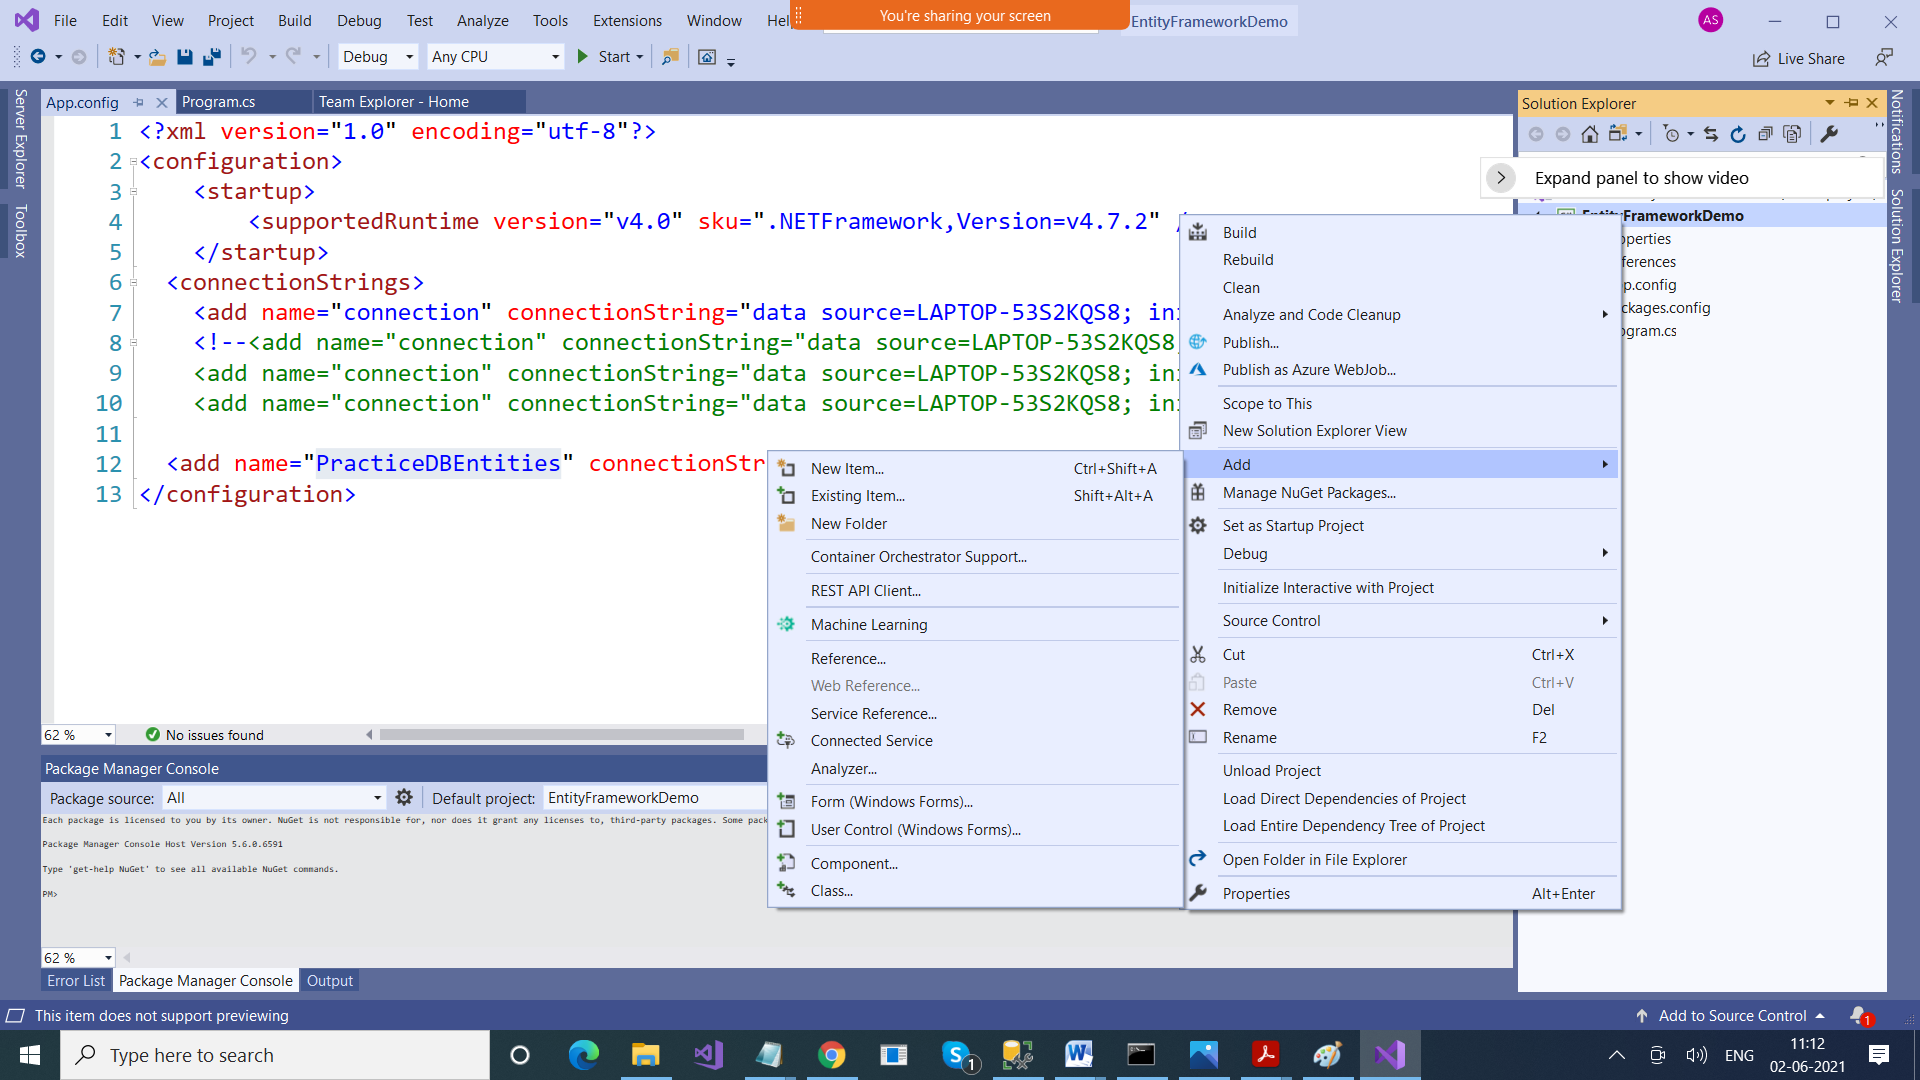 File Edit View Project Build Debug Test Analyze Tools Extensions Window Hel
You're sharing your screen
EntityFrameworkDemo
AS
Debug Any CPU Start
Live Share
Server Explorer
Toolbox
App.config
Program.cs
Team Explorer - Home
1 <?xml version="1.0" encoding="utf-8"?>
2 <configuration>
3 <startup>
4 <supportedRuntime version="v4.0" sku=".NETFramework,Version=v4.7.2" /
5 </startup>
6 <connectionStrings>
7 <add name="connection" connectionString="data source=LAPTOP-53S2KQS8; in
8 <!--<add name="connection" connectionString="data source=LAPTOP-53S2KQS8
9 <add name="connection" connectionString="data source=LAPTOP-53S2KQS8; in
10 <add name="connection" connectionString="data source=LAPTOP-53S2KQS8; in
11
12 <add name="PracticeDBEntities" connectionStr
13 </configuration>
62 %
No issues found
Solution Explorer
Expand panel to show video
EntityFrameworkDemo
perties
ferences
p.config
ckages.config
ogram.cs
Notifications
Solution Explorer
Build
Rebuild
Clean
Analyze and Code Cleanup
Publish...
Publish as Azure WebJob...
Scope to This
New Solution Explorer View
Add
Manage NuGet Packages...
Set as Startup Project
Debug
Initialize Interactive with Project
Source Control
Cut Ctrl+X
Paste Ctrl+V
Remove Del
Rename F2
Unload Project
Load Direct Dependencies of Project
Load Entire Dependency Tree of Project
Open Folder in File Explorer
Properties Alt+Enter
New Item... Ctrl+Shift+A
Existing Item... Shift+Alt+A
New Folder
Container Orchestrator Support...
REST API Client...
Machine Learning
Reference...
Web Reference...
Service Reference...
Connected Service
Analyzer...
Form (Windows Forms)...
User Control (Windows Forms)...
Component...
Class...
Package Manager Console
Package source: All Default project: EntityFrameworkDemo
Each package is licensed to you by its owner. NuGet is not responsible for, nor does it grant any licenses to, third-party packages. Some pack
Package Manager Console Host Version 5.6.0.6591
Type 'get-help NuGet' to see all available NuGet commands.
PM>
62 %
Error List
Package Manager Console
Output
This item does not support previewing
Add to Source Control
1
Type here to search
1
ENG
11:12
02-06-2021